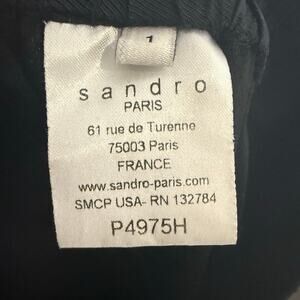 1
sandro
PARIS
61 rue de Turenne
75003 Paris
FRANCE
www.sandro-paris.com
SMCP USA- RN 132784
P4975H